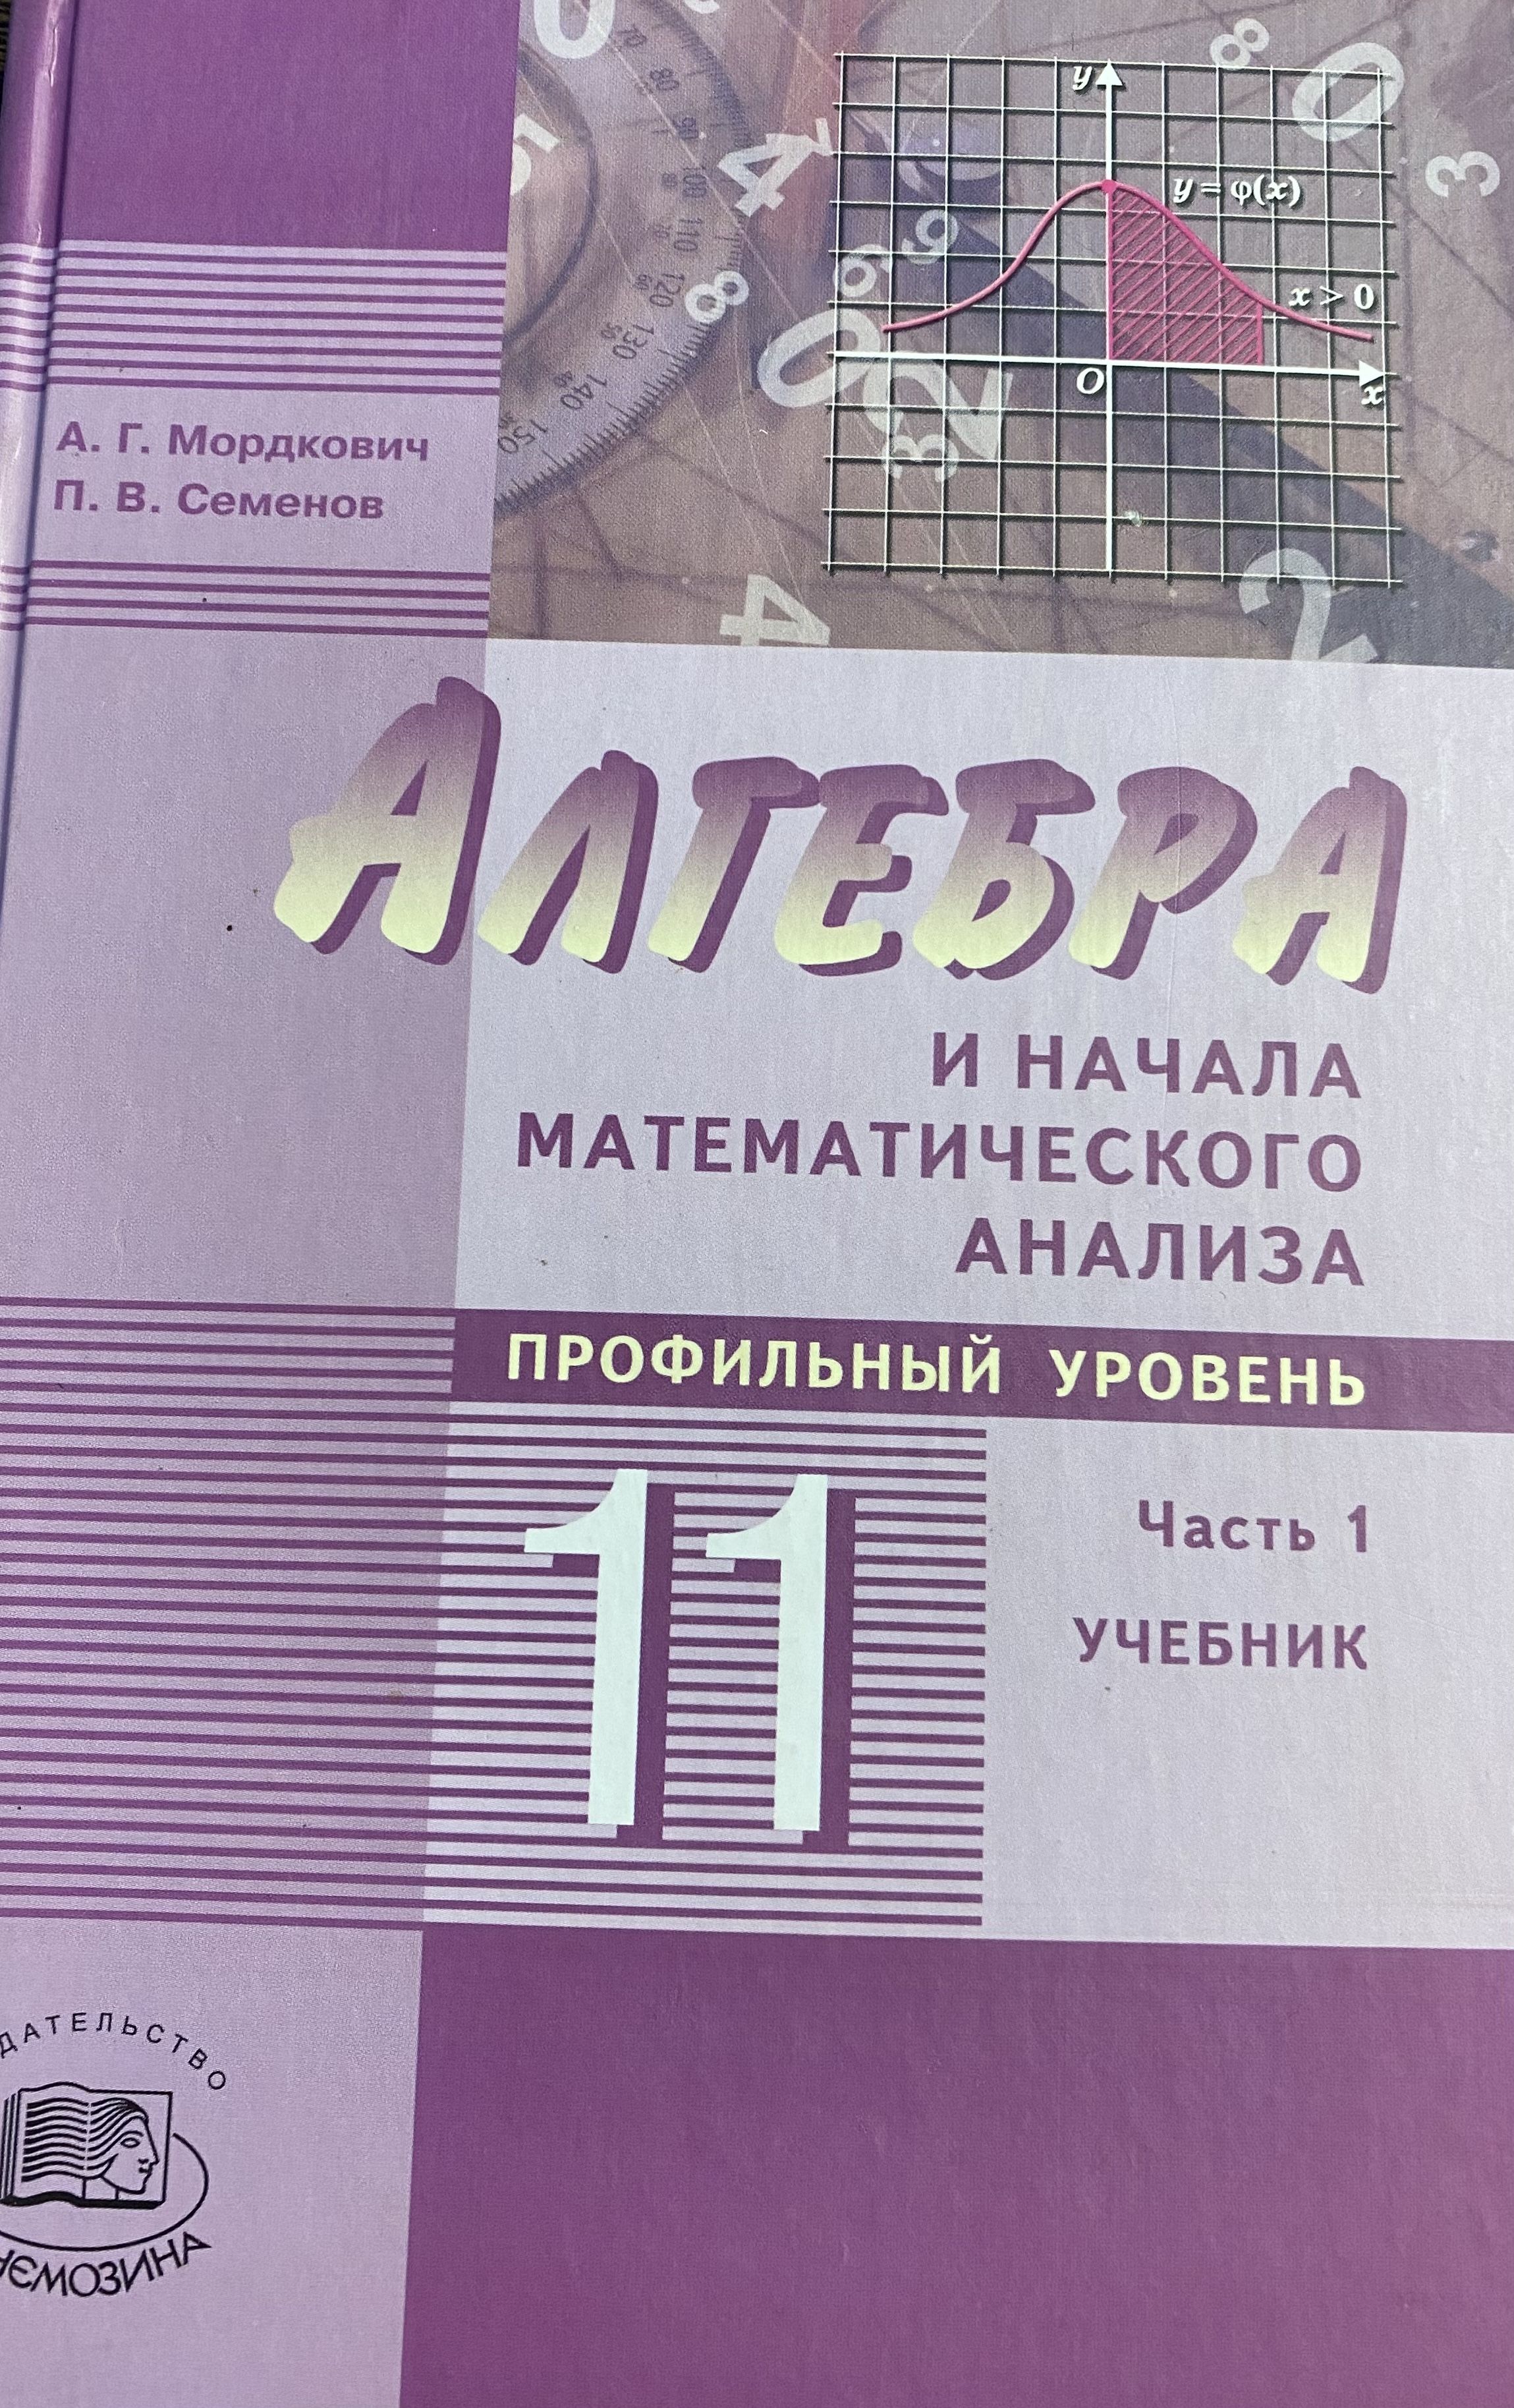 y
y = φ(x)
x > 0
O
x
А. Г. Мордкович
П. В. Семенов
АЛГЕБРА
И НАЧАЛА
МАТЕМАТИЧЕСКОГО
АНАЛИЗА
ПРОФИЛЬНЫЙ УРОВЕНЬ
11
Часть 1
УЧЕБНИК
ДАТЕЛЬСТВО
НЕМОЗИНА